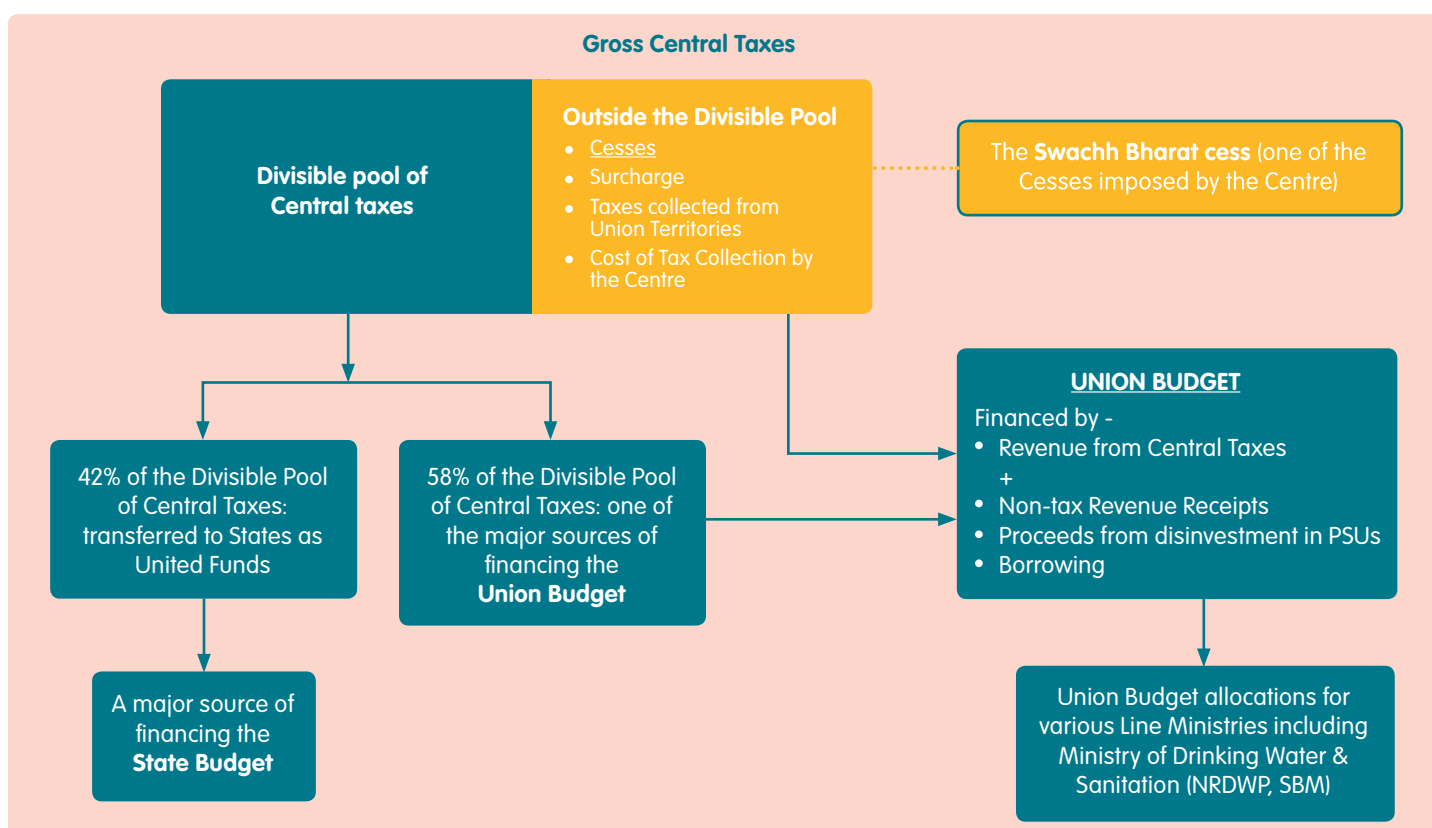 Gross Central Taxes
Divisible pool of
Central taxes
Outside the Divisible Pool
• Cesses
• Surcharge
• Taxes collected from
Union Territories
• Cost of Tax Collection by
the Centre
The Swachh Bharat cess (one of the
Cesses imposed by the Centre)
42% of the Divisible Pool
of Central Taxes:
transferred to States as
United Funds
58% of the Divisible Pool
of Central Taxes: one of
the major sources of
financing the
Union Budget
UNION BUDGET
Financed by -
• Revenue from Central Taxes
+
• Non-tax Revenue Receipts
• Proceeds from disinvestment in PSUs
• Borrowing
A major source of
financing the
State Budget
Union Budget allocations for
various Line Ministries including
Ministry of Drinking Water &
Sanitation (NRDWP, SBM)